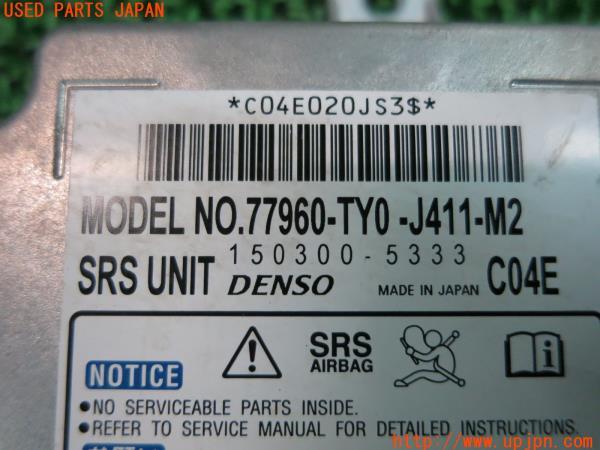 USED PARTS JAPAN
*C04E020JS3$*
MODEL NO.77960-TY0 -J411-M2
150300-5333
SRS UNIT DENSO MADE IN JAPAN C04E
SRS
AIRBAG
NOTICE
●NO SERVICEABLE PARTS INSIDE.
●REFER TO SERVICE MANUAL FOR DETAILED INSTRUCTIONS.
http://www.upjpn.com/